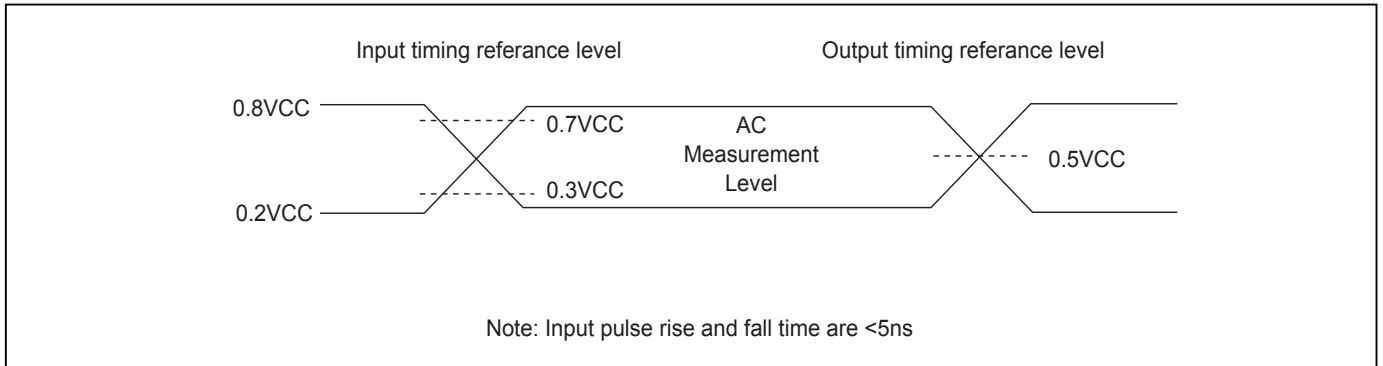 Input timing referance level
Output timing referance level
0.8VCC
0.7VCC
AC
Measurement
Level
0.5VCC
0.3VCC
0.2VCC
Note: Input pulse rise and fall time are <5ns